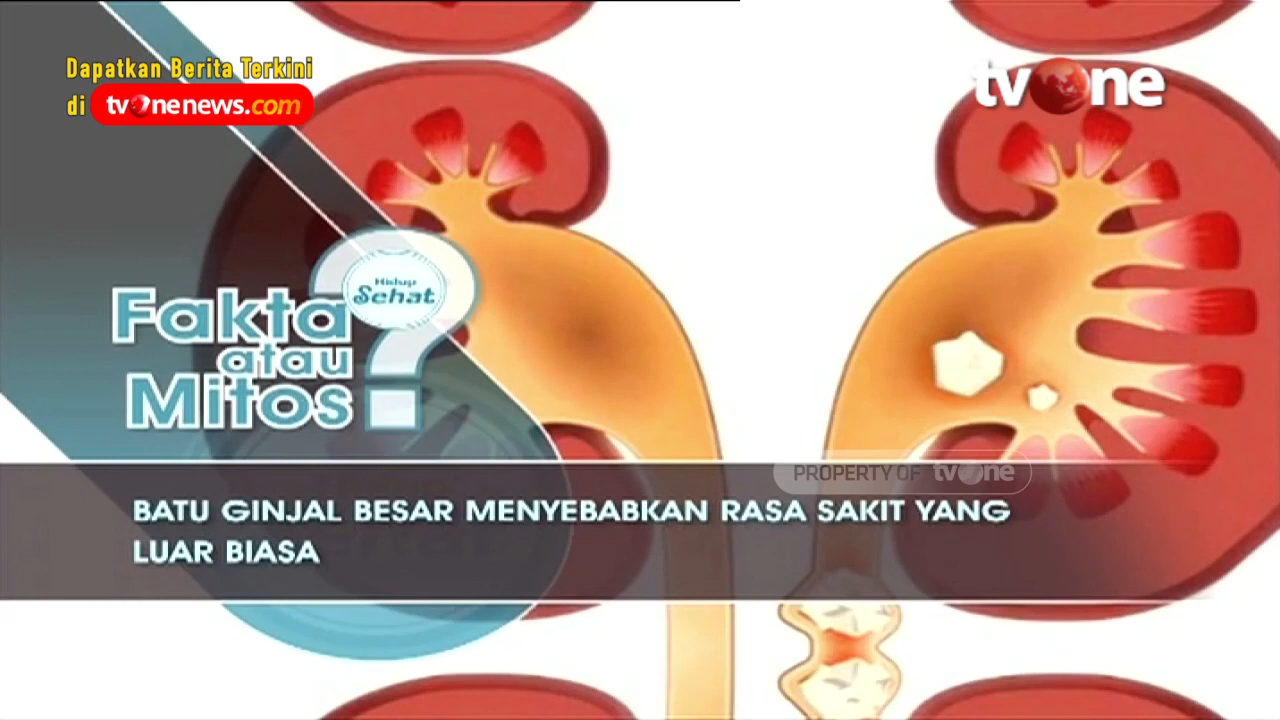 Dapatkan Berita Terkini
di tvOnenews.com
tvOne
Hidup
Sehat
Fakta
atau
Mitos
?
PROPERTY OF tvOne
BATU GINJAL BESAR MENYEBABKAN RASA SAKIT YANG
LUAR BIASA